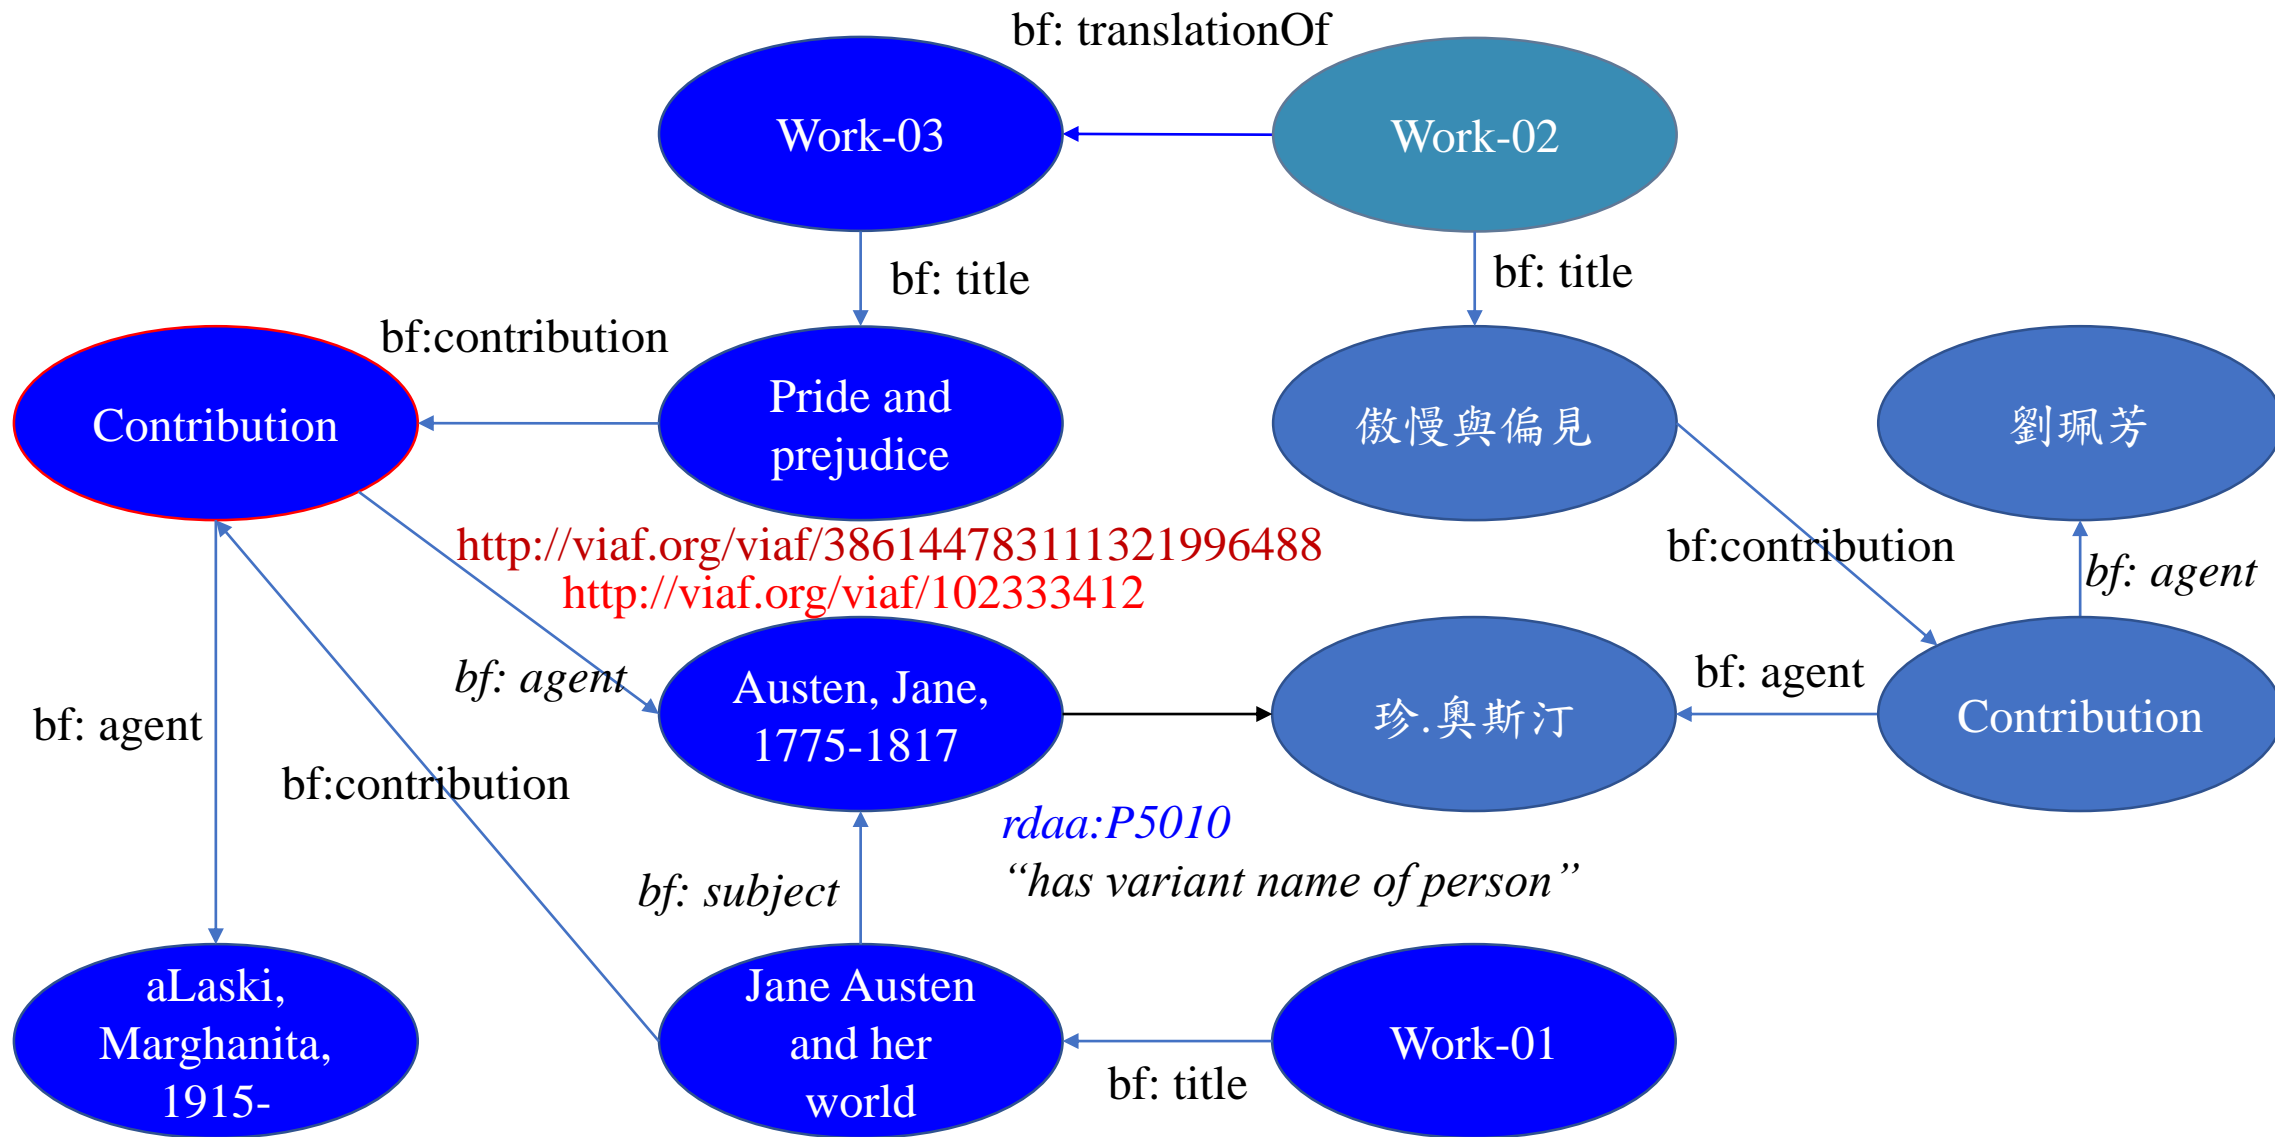 bf: translationOf
Work-03
Work-02
bf: title
bf: title
bf:contribution
Contribution
Pride and
prejudice
傲慢與偏見
劉珮芳
http://viaf.org/viaf/386144783111321996488
http://viaf.org/viaf/102333412
bf:contribution
bf: agent
bf: agent
Austen, Jane,
1775-1817
珍.奧斯汀
bf: agent
Contribution
bf: agent
bf:contribution
rdaa:P5010
“has variant name of person”
bf: subject
aLaski,
Marghanita,
1915-
Jane Austen
and her
world
bf: title
Work-01